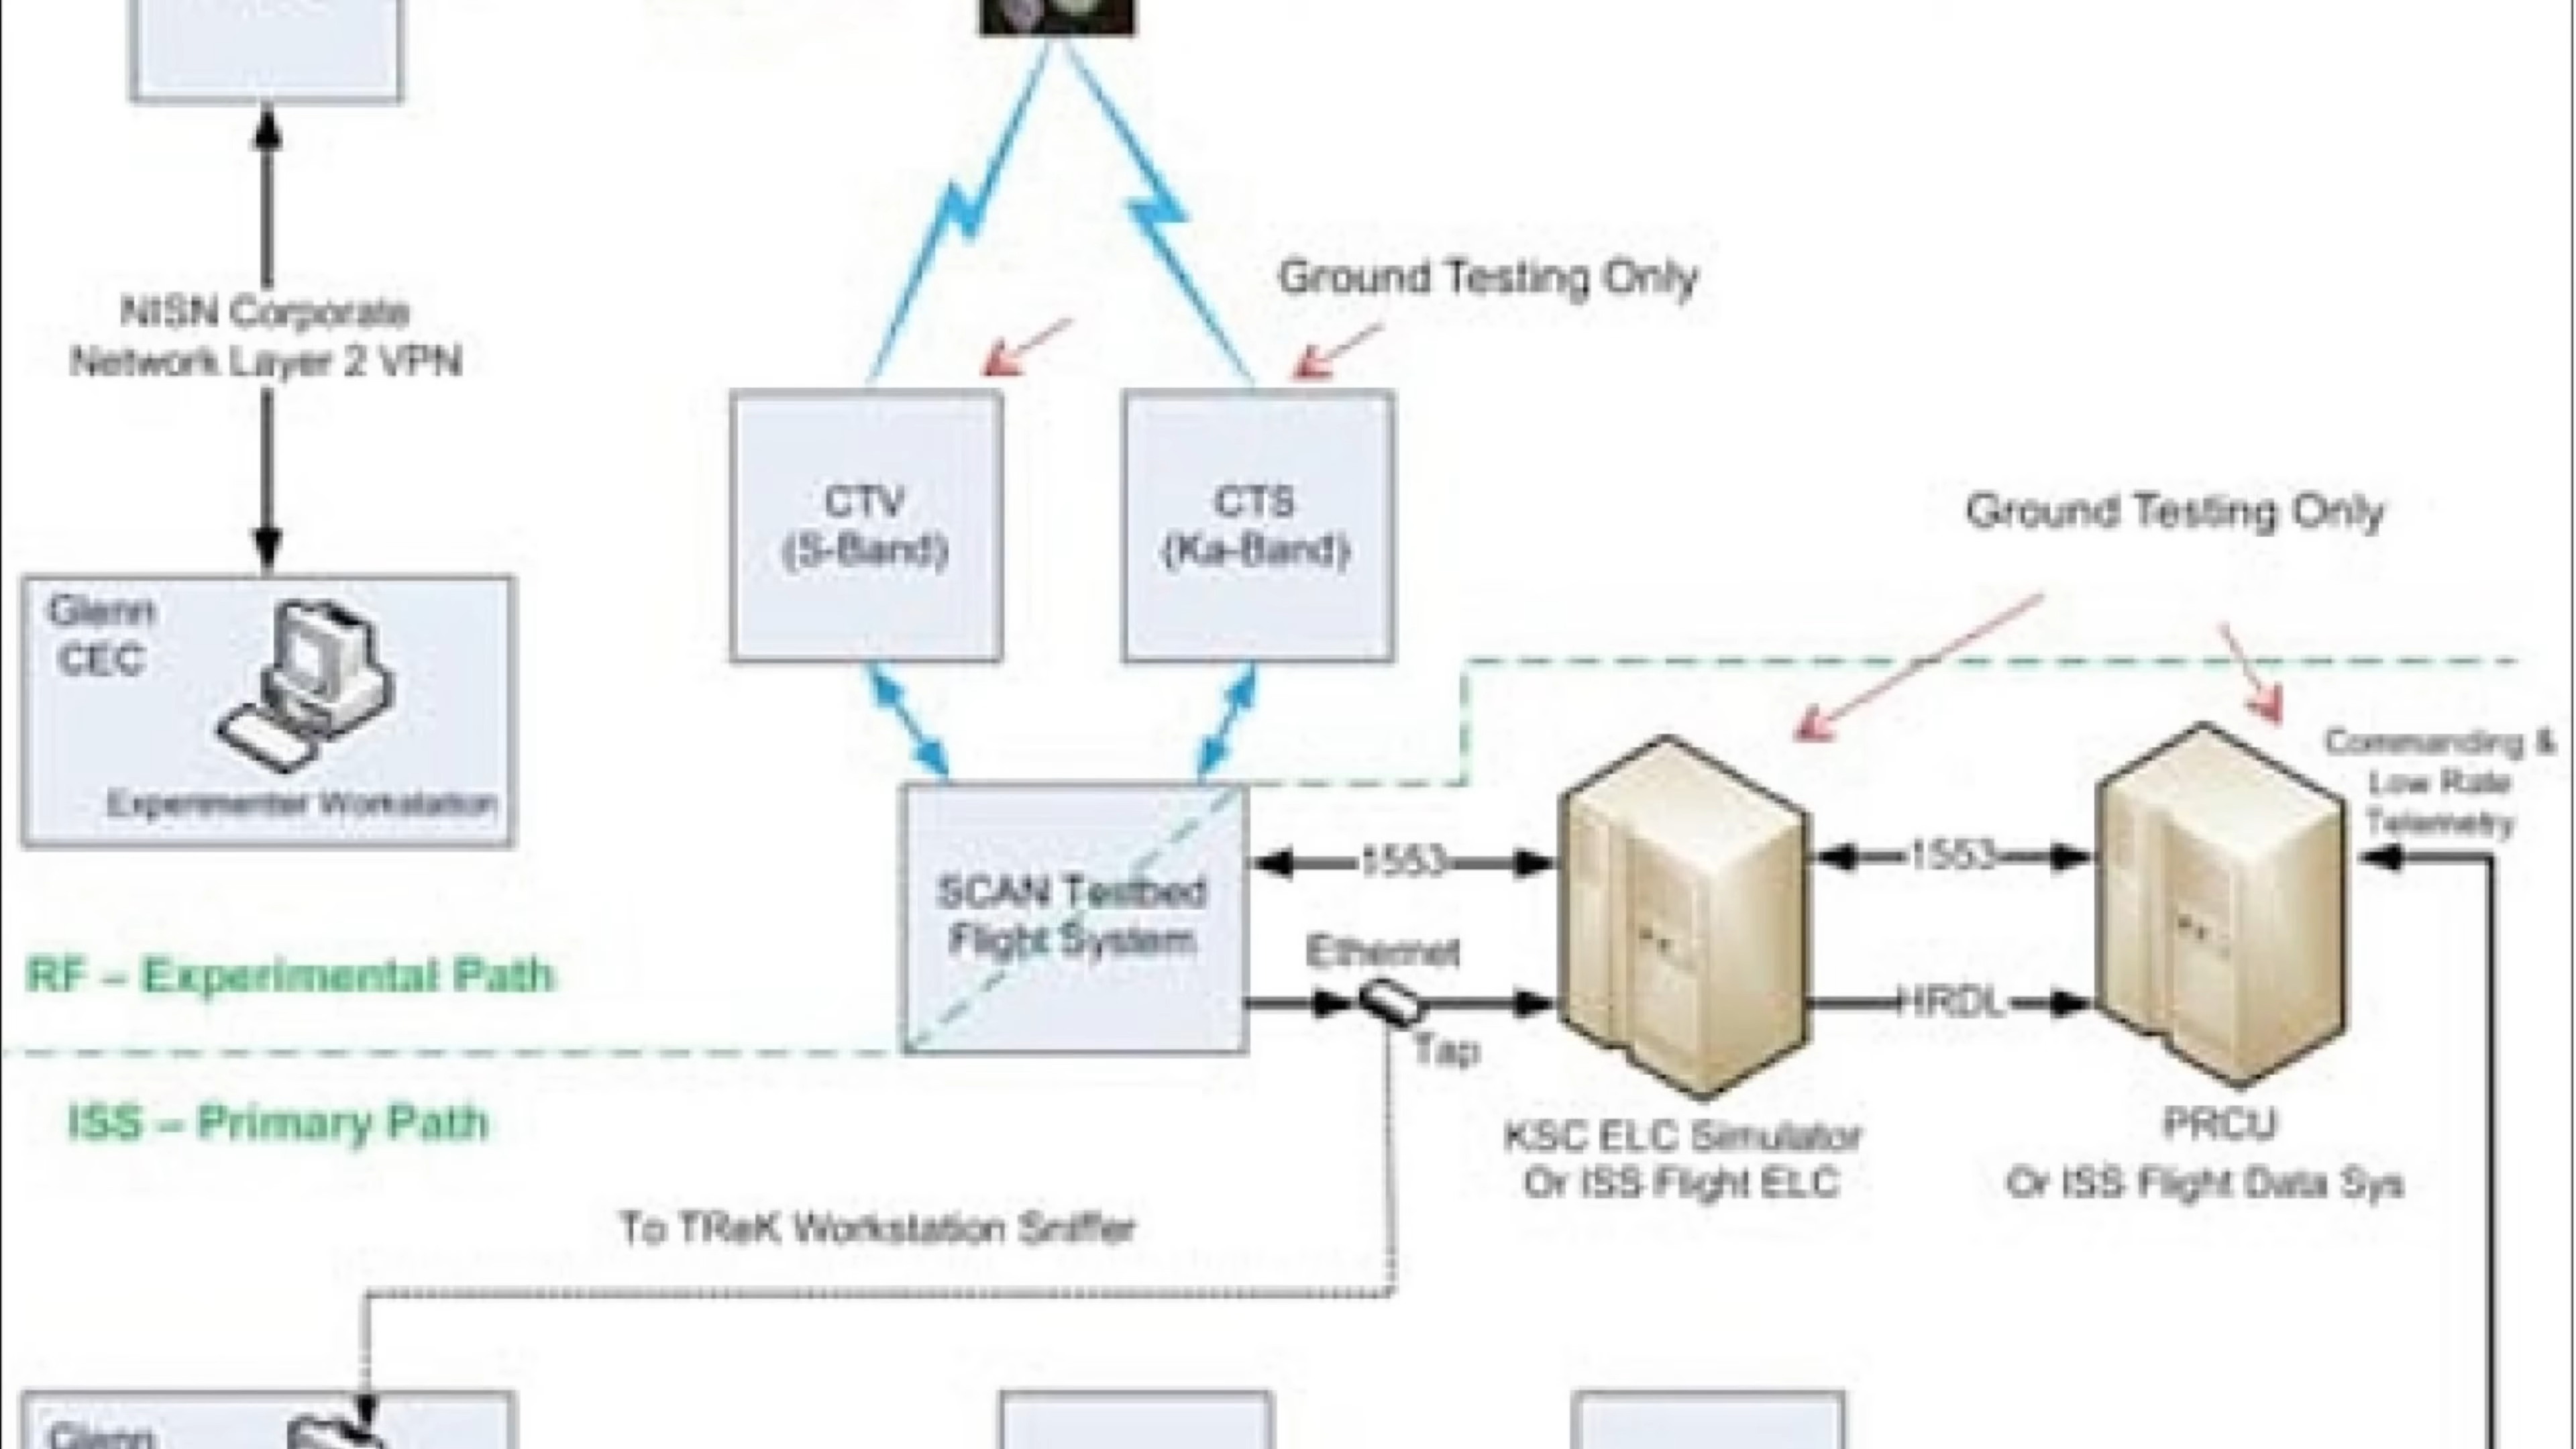 Ground Testing Only
NISN Corporate
Network Layer 2 VPN
CTV
(S-Band)
CTS
(Ka-Band)
Ground Testing Only
Glenn
CEC
Experimenter Workstation
Commanding &
Low Rate
Telemetry
SCAN Testbed
Flight System
1553
1553
Ethernet
RF – Experimental Path
HRDL
Tap
ISS – Primary Path
KSC ELC Simulator
Or ISS Flight ELC
PRCU
Or ISS Flight Data Sys
To TReK Workstation Sniffer
Glenn